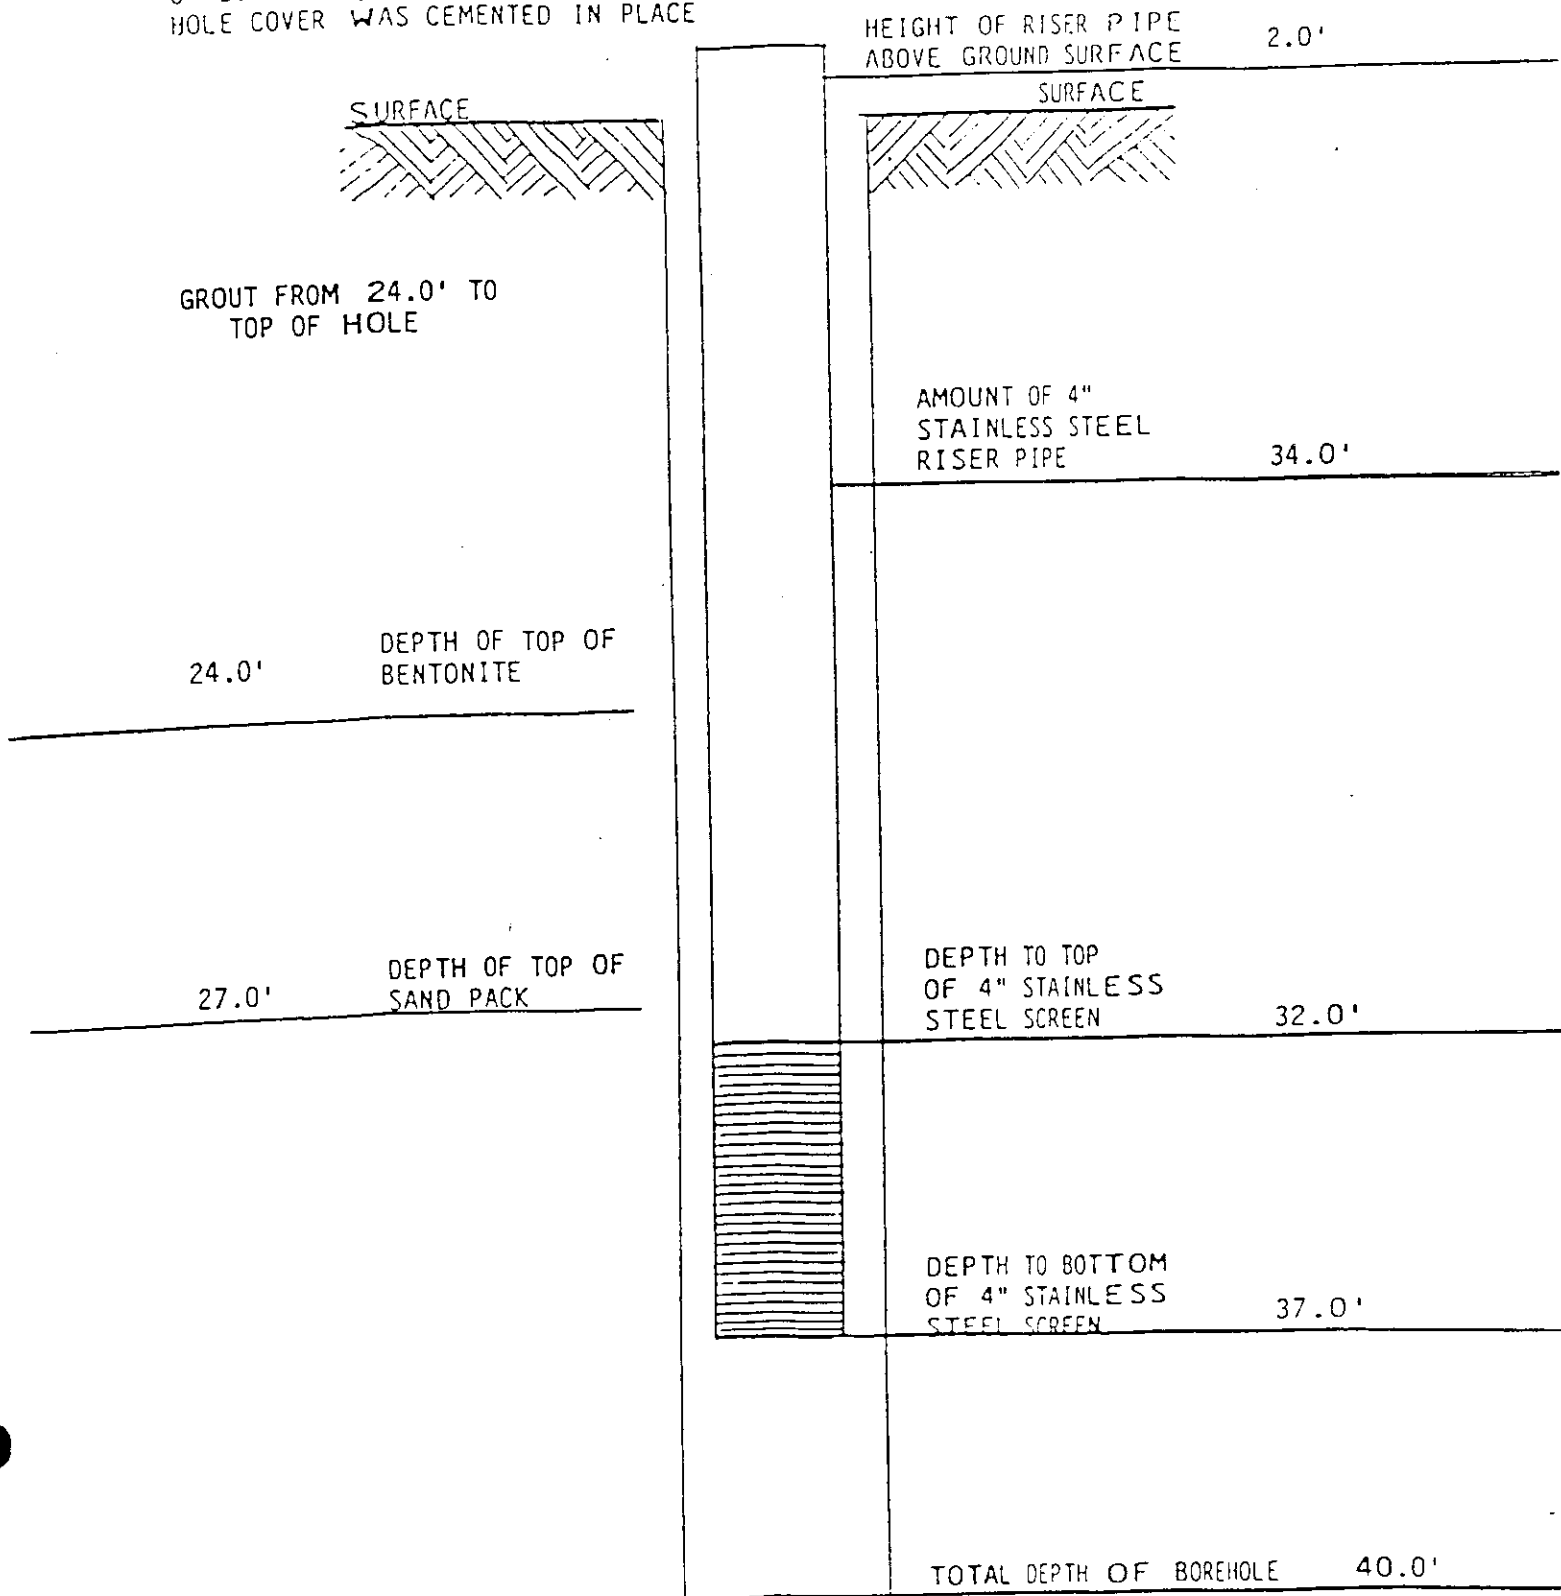 HOLE COVER WAS CEMENTED IN PLACE
HEIGHT OF RISER PIPE
ABOVE GROUND SURFACE 2.0'
SURFACE
SURFACE
GROUT FROM 24.0' TO
TOP OF HOLE
AMOUNT OF 4"
STAINLESS STEEL
RISER PIPE 34.0'
DEPTH OF TOP OF
24.0' BENTONITE
DEPTH OF TOP OF
27.0' SAND PACK
DEPTH TO TOP
OF 4" STAINLESS
STEEL SCREEN 32.0'
DEPTH TO BOTTOM
OF 4" STAINLESS
STEEL SCREEN 37.0'
TOTAL DEPTH OF BOREHOLE 40.0'